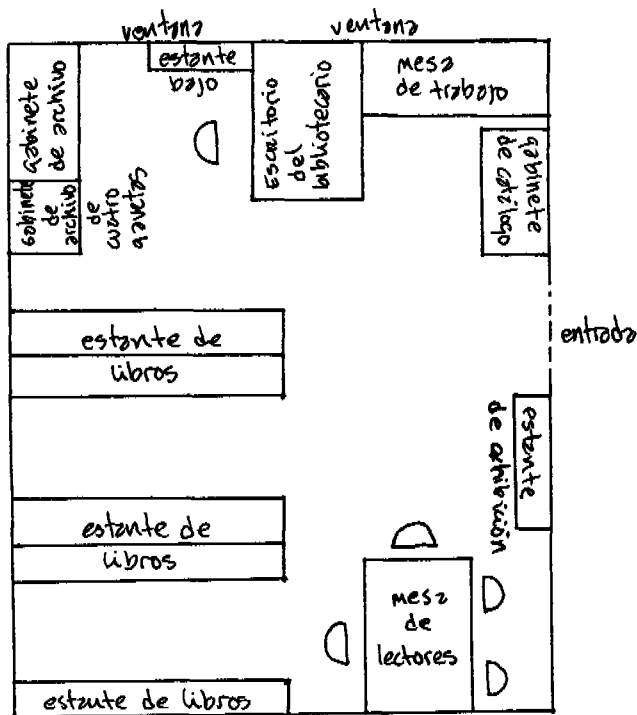 ventana
ventana
estante
bajo
mesa
de trabajo
gabinete
de archivo
Escritorio
del
bibliotecario
gabinete
de catálogo
gabinete
de
archivo
de
cuatro
gavetas
entrada
estante de
libros
estante
de exhibición
estante de
libros
mesa
de
lectores
estante de libros